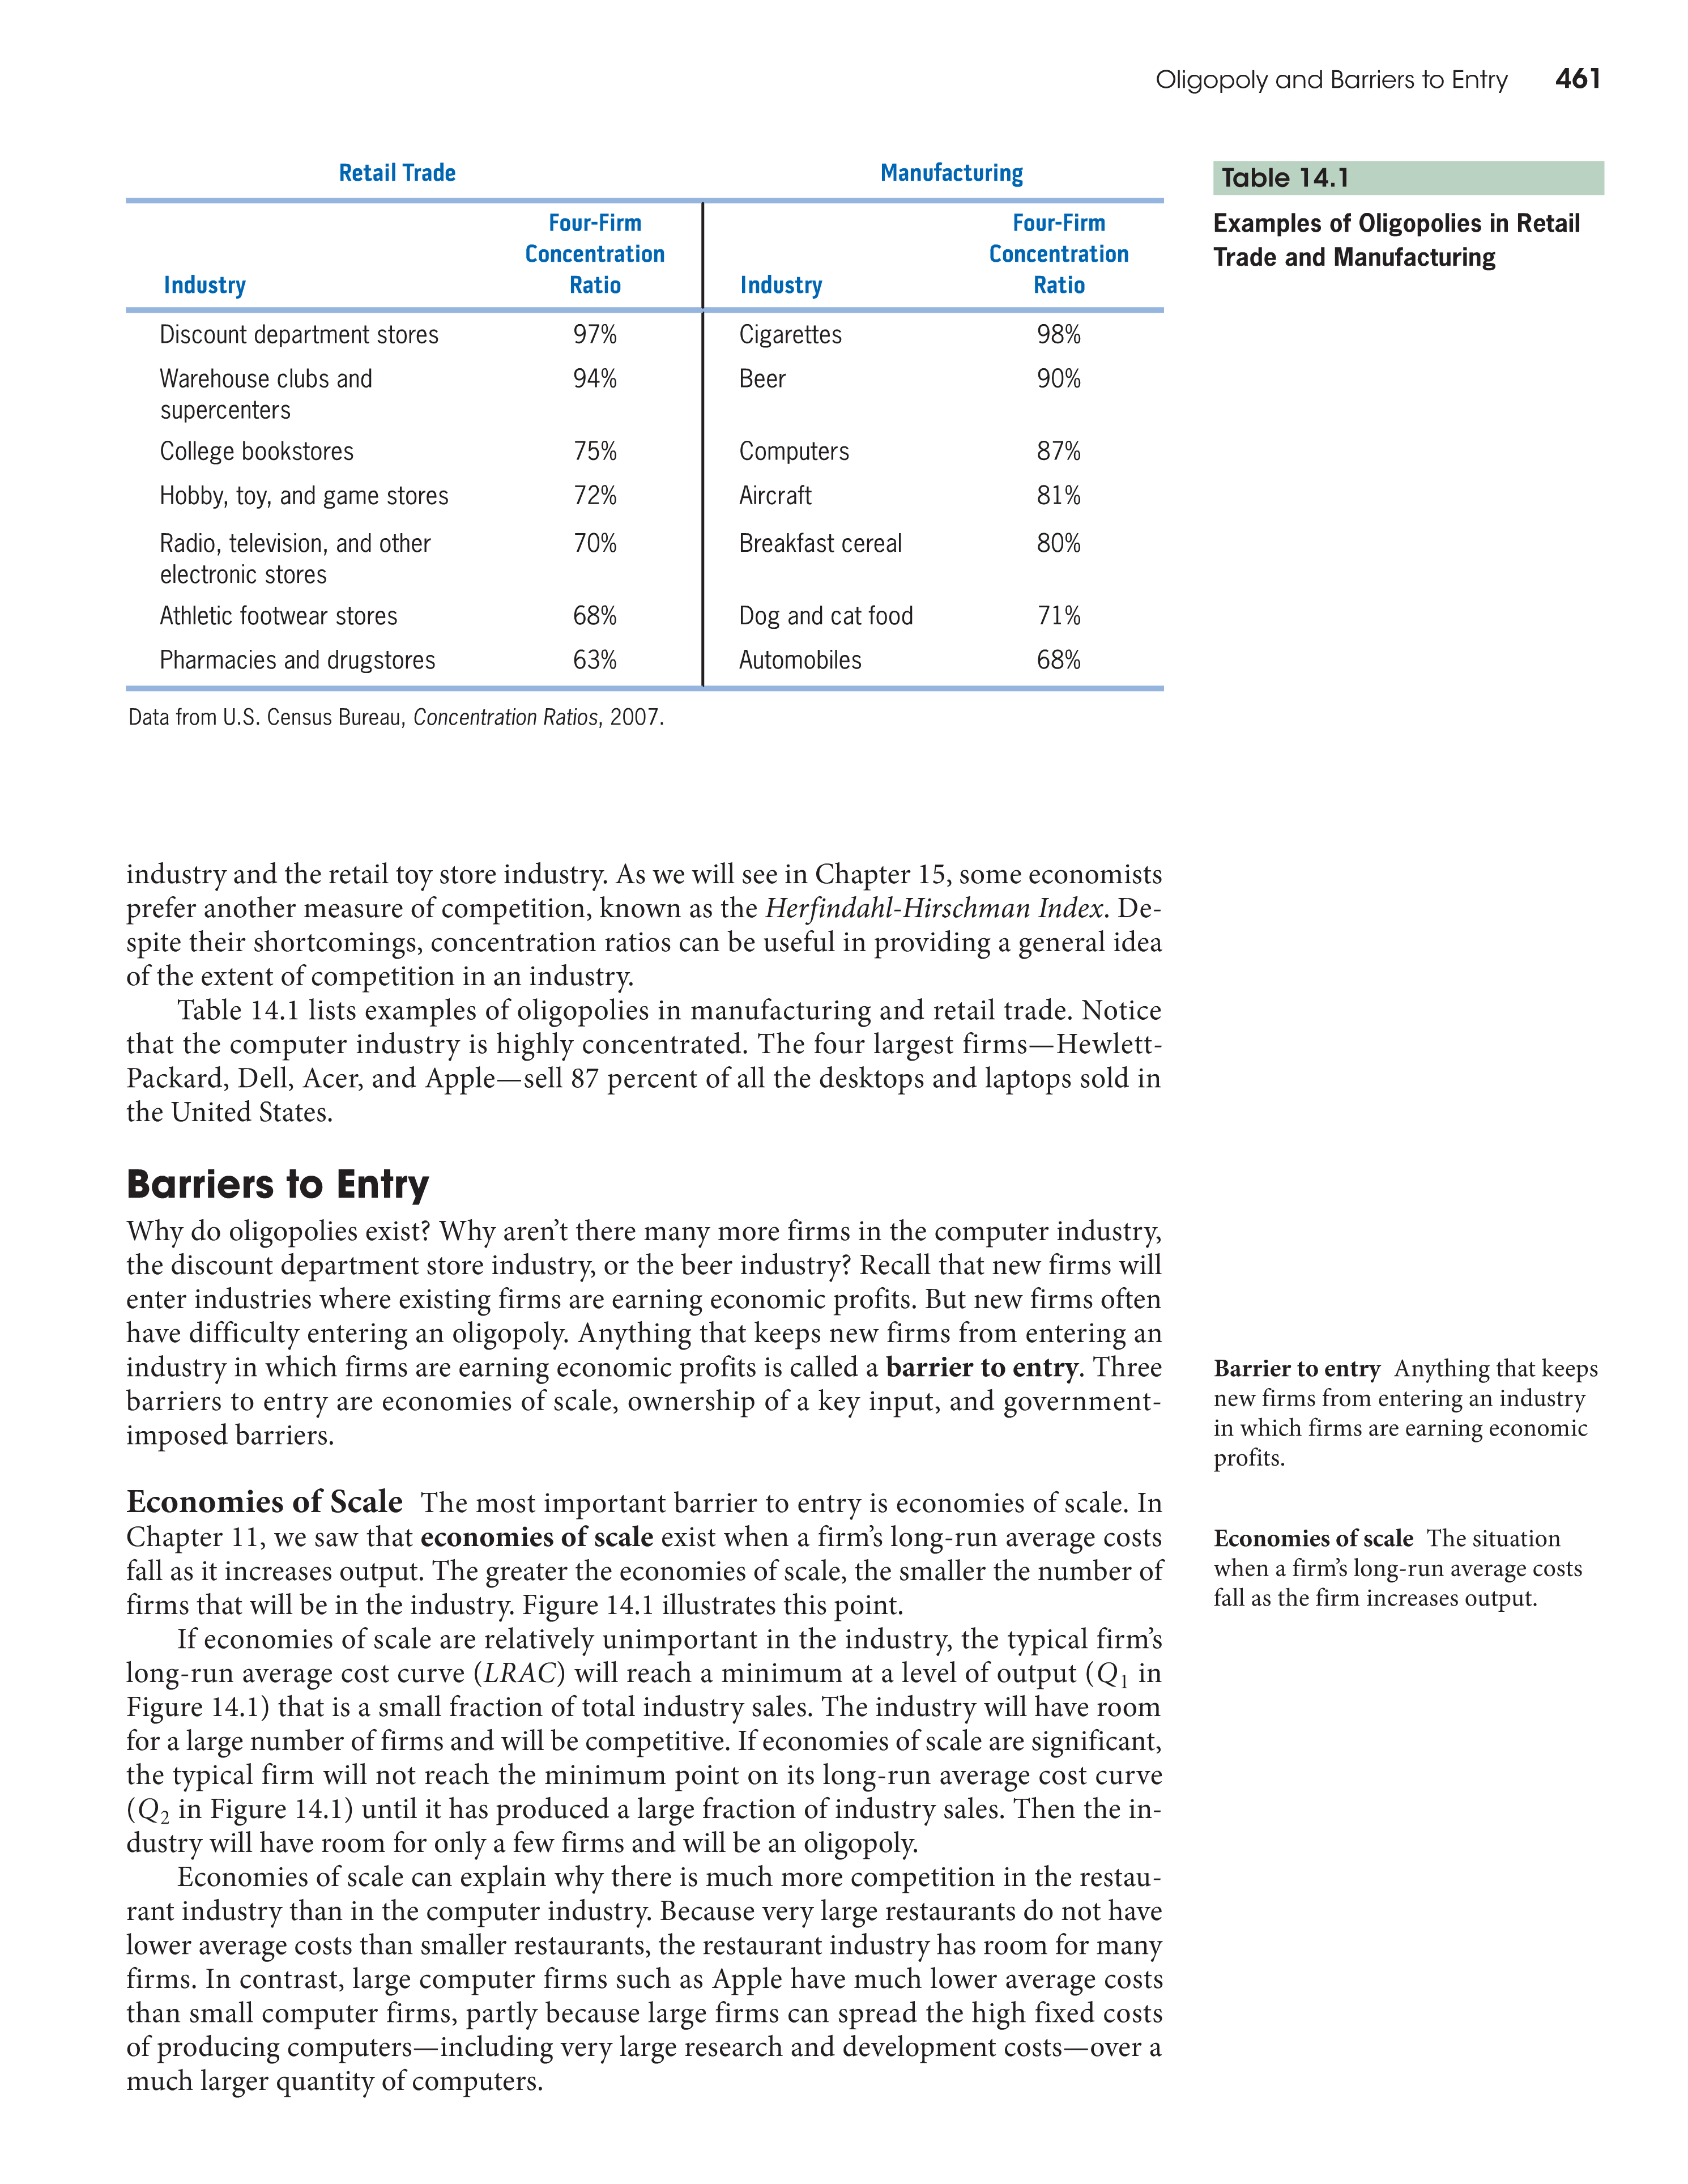 Oligopoly and Barriers to Entry 461
Retail Trade Manufacturing
Industry Four-Firm Concentration Ratio Industry Four-Firm Concentration Ratio
Discount department stores 97% Cigarettes 98%
Warehouse clubs and supercenters 94% Beer 90%
College bookstores 75% Computers 87%
Hobby, toy, and game stores 72% Aircraft 81%
Radio, television, and other electronic stores 70% Breakfast cereal 80%
Athletic footwear stores 68% Dog and cat food 71%
Pharmacies and drugstores 63% Automobiles 68%
Data from U.S. Census Bureau, Concentration Ratios, 2007.
Table 14.1
Examples of Oligopolies in Retail
Trade and Manufacturing
industry and the retail toy store industry. As we will see in Chapter 15, some economists
prefer another measure of competition, known as the Herfindahl-Hirschman Index. De-
spite their shortcomings, concentration ratios can be useful in providing a general idea
of the extent of competition in an industry.
Table 14.1 lists examples of oligopolies in manufacturing and retail trade. Notice
that the computer industry is highly concentrated. The four largest firms—Hewlett-
Packard, Dell, Acer, and Apple—sell 87 percent of all the desktops and laptops sold in
the United States.
Barriers to Entry
Why do oligopolies exist? Why aren’t there many more firms in the computer industry,
the discount department store industry, or the beer industry? Recall that new firms will
enter industries where existing firms are earning economic profits. But new firms often
have difficulty entering an oligopoly. Anything that keeps new firms from entering an
industry in which firms are earning economic profits is called a barrier to entry. Three
barriers to entry are economies of scale, ownership of a key input, and government-
imposed barriers.
Barrier to entry Anything that keeps
new firms from entering an industry
in which firms are earning economic
profits.
Economies of Scale The most important barrier to entry is economies of scale. In
Chapter 11, we saw that economies of scale exist when a firm’s long-run average costs
fall as it increases output. The greater the economies of scale, the smaller the number of
firms that will be in the industry. Figure 14.1 illustrates this point.
Economies of scale The situation
when a firm’s long-run average costs
fall as the firm increases output.
If economies of scale are relatively unimportant in the industry, the typical firm’s
long-run average cost curve (LRAC) will reach a minimum at a level of output (Q1 in
Figure 14.1) that is a small fraction of total industry sales. The industry will have room
for a large number of firms and will be competitive. If economies of scale are significant,
the typical firm will not reach the minimum point on its long-run average cost curve
(Q2 in Figure 14.1) until it has produced a large fraction of industry sales. Then the in-
dustry will have room for only a few firms and will be an oligopoly.
Economies of scale can explain why there is much more competition in the restau-
rant industry than in the computer industry. Because very large restaurants do not have
lower average costs than smaller restaurants, the restaurant industry has room for many
firms. In contrast, large computer firms such as Apple have much lower average costs
than small computer firms, partly because large firms can spread the high fixed costs
of producing computers—including very large research and development costs—over a
much larger quantity of computers.